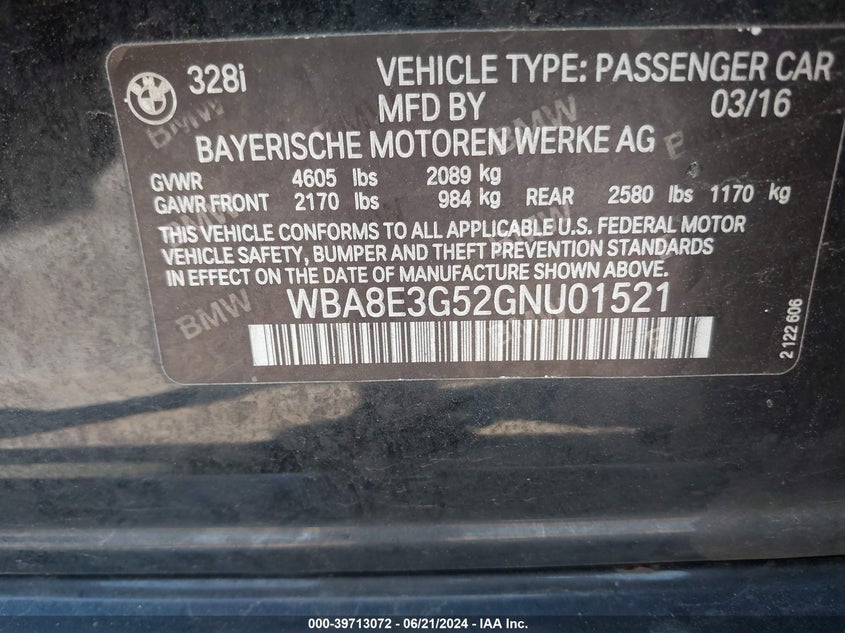 328i VEHICLE TYPE: PASSENGER CAR
MFD BY 03/16
BAYERISCHE MOTOREN WERKE AG
GVWR 4605 lbs 2089 kg
GAWR FRONT 2170 lbs 984 kg REAR 2580 lbs 1170 kg
THIS VEHICLE CONFORMS TO ALL APPLICABLE U.S. FEDERAL MOTOR
VEHICLE SAFETY, BUMPER AND THEFT PREVENTION STANDARDS
IN EFFECT ON THE DATE OF MANUFACTURE SHOWN ABOVE.
WBA8E3G52GNU01521
2 122 606
000-39713072 - 06/21/2024 - IAA Inc.